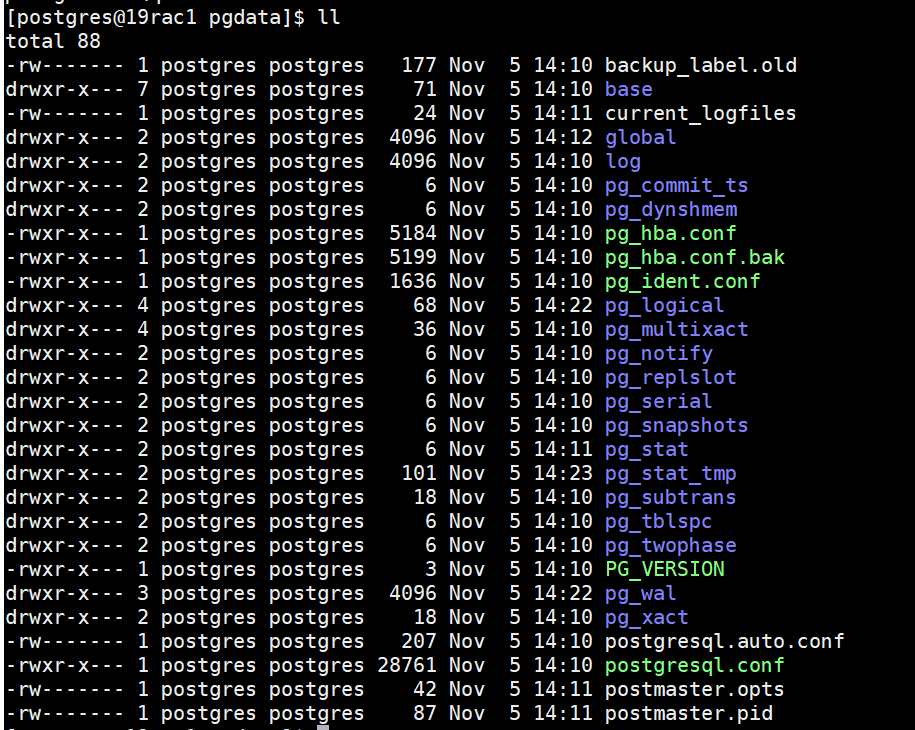 [postgres@19rac1 pgdata]$ ll
total 88
-rw------- 1 postgres postgres   177 Nov  5 14:10 backup_label.old
drwxr-x--- 7 postgres postgres    71 Nov  5 14:10 base
-rw------- 1 postgres postgres    24 Nov  5 14:11 current_logfiles
drwxr-x--- 2 postgres postgres  4096 Nov  5 14:12 global
drwxr-x--- 2 postgres postgres  4096 Nov  5 14:10 log
drwxr-x--- 2 postgres postgres     6 Nov  5 14:10 pg_commit_ts
drwxr-x--- 2 postgres postgres     6 Nov  5 14:10 pg_dynshmem
-rwxr-x--- 1 postgres postgres  5184 Nov  5 14:10 pg_hba.conf
-rwxr-x--- 1 postgres postgres  5199 Nov  5 14:10 pg_hba.conf.bak
-rwxr-x--- 1 postgres postgres  1636 Nov  5 14:10 pg_ident.conf
drwxr-x--- 4 postgres postgres    68 Nov  5 14:22 pg_logical
drwxr-x--- 4 postgres postgres    36 Nov  5 14:10 pg_multixact
drwxr-x--- 2 postgres postgres     6 Nov  5 14:10 pg_notify
drwxr-x--- 2 postgres postgres     6 Nov  5 14:10 pg_replslot
drwxr-x--- 2 postgres postgres     6 Nov  5 14:10 pg_serial
drwxr-x--- 2 postgres postgres     6 Nov  5 14:10 pg_snapshots
drwxr-x--- 2 postgres postgres     6 Nov  5 14:11 pg_stat
drwxr-x--- 2 postgres postgres   101 Nov  5 14:23 pg_stat_tmp
drwxr-x--- 2 postgres postgres    18 Nov  5 14:10 pg_subtrans
drwxr-x--- 2 postgres postgres     6 Nov  5 14:10 pg_tblspc
drwxr-x--- 2 postgres postgres     6 Nov  5 14:10 pg_twophase
-rwxr-x--- 1 postgres postgres     3 Nov  5 14:10 PG_VERSION
drwxr-x--- 3 postgres postgres  4096 Nov  5 14:22 pg_wal
drwxr-x--- 2 postgres postgres    18 Nov  5 14:10 pg_xact
-rw------- 1 postgres postgres   207 Nov  5 14:10 postgresql.auto.conf
-rwxr-x--- 1 postgres postgres 28761 Nov  5 14:10 postgresql.conf
-rw------- 1 postgres postgres    42 Nov  5 14:11 postmaster.opts
-rw------- 1 postgres postgres    87 Nov  5 14:11 postmaster.pid